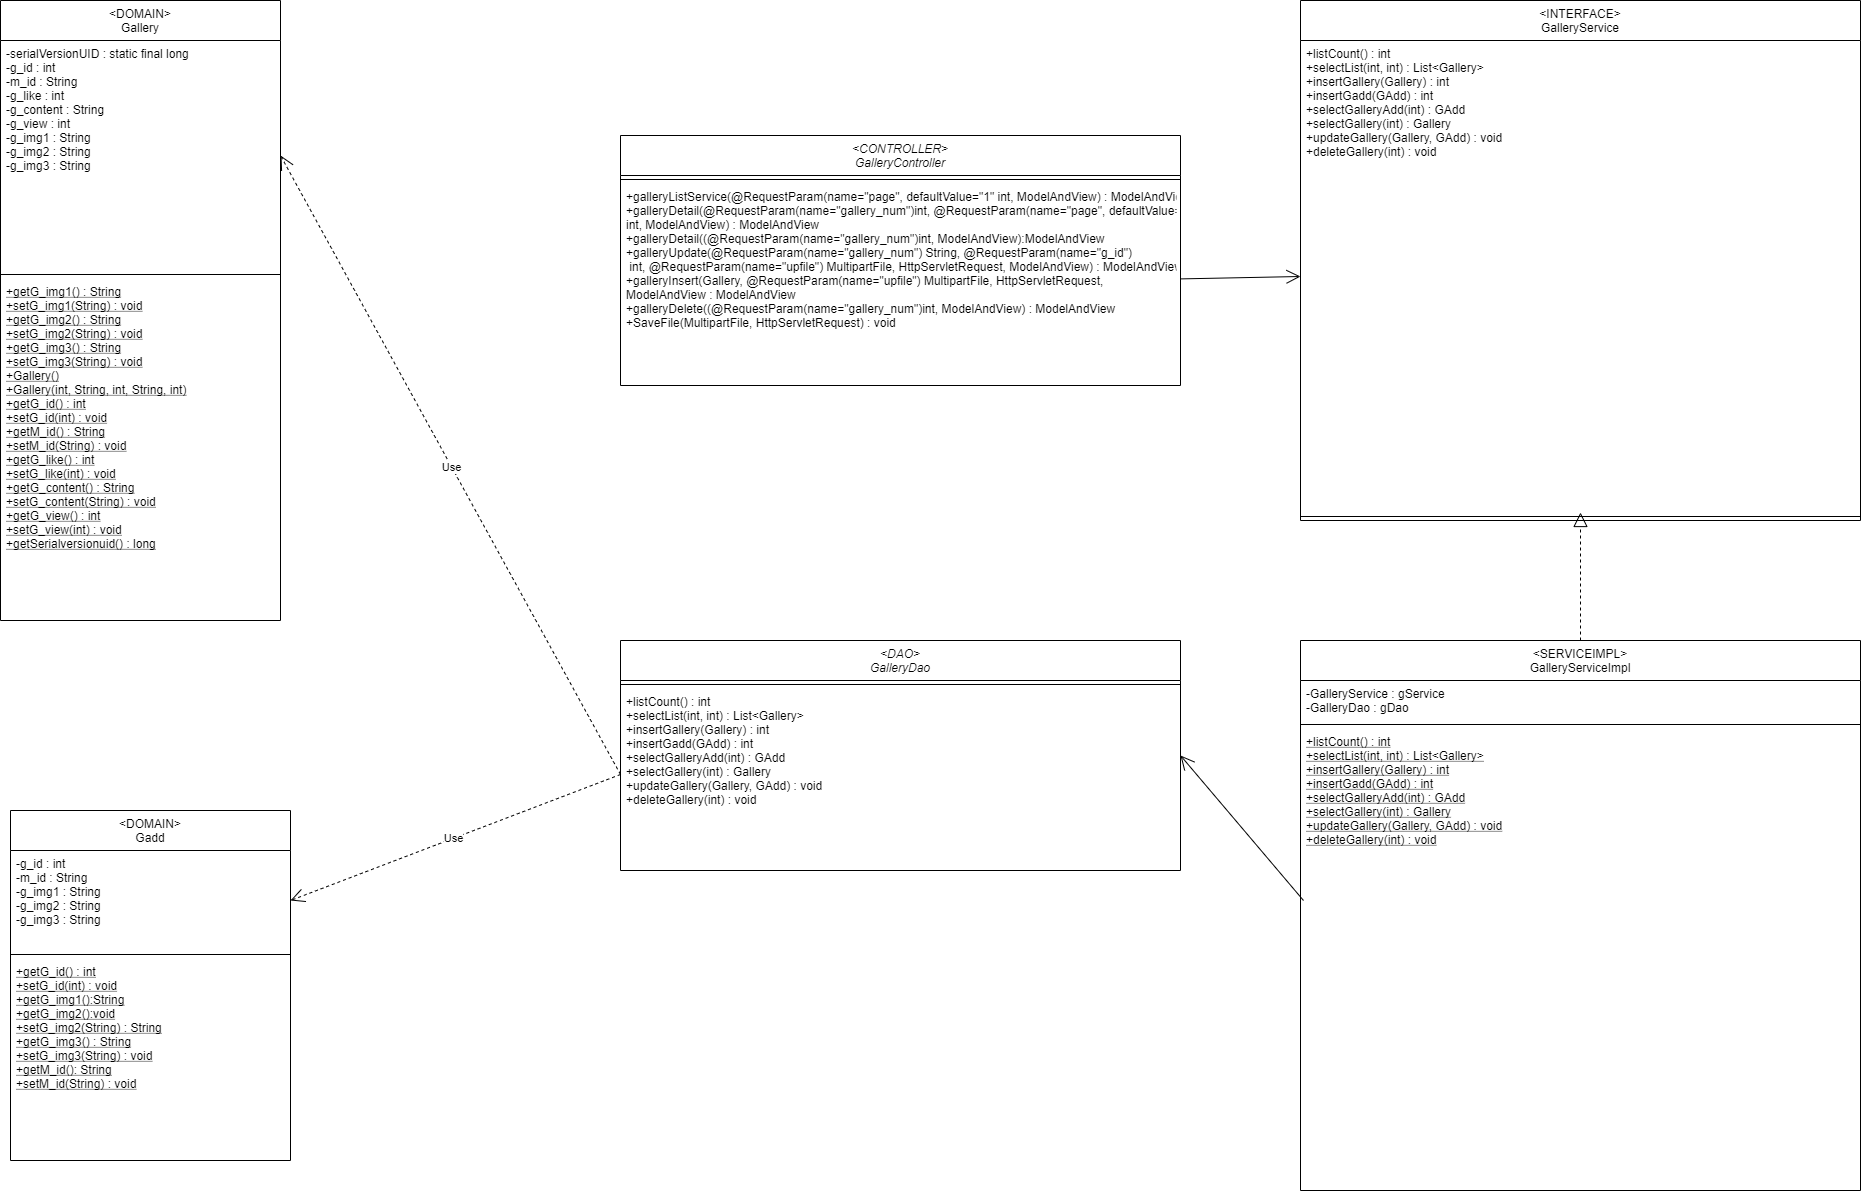 <DOMAIN>
Gallery
-serialVersionUID : static final long
-g_id : int
-m_id : String
-g_like : int
-g_content : String
-g_view : int
-g_img1 : String
-g_img2 : String
-g_img3 : String
+getG_img1() : String
+setG_img1(String) : void
+getG_img2() : String
+setG_img2(String) : void
+getG_img3() : String
+setG_img3(String) : void
+Gallery()
+Gallery(int, String, int, String, int)
+getG_id() : int
+setG_id(int) : void
+getM_id() : String
+setM_id(String) : void
+getG_like() : int
+setG_like(int) : void
+getG_content() : String
+setG_content(String) : void
+getG_view() : int
+setG_view(int) : void
+getSerialversionuid() : long
<CONTROLLER>
GalleryController
+galleryListService(@RequestParam(name="page", defaultValue="1" int, ModelAndView) : ModelAndVi
+galleryDetail(@RequestParam(name="gallery_num")int, @RequestParam(name="page", defaultValue=
int, ModelAndView) : ModelAndView
+galleryDetail((@RequestParam(name="gallery_num")int, ModelAndView):ModelAndView
+galleryUpdate(@RequestParam(name="gallery_num") String, @RequestParam(name="g_id")
int, @RequestParam(name="upfile") MultipartFile, HttpServletRequest, ModelAndView) : ModelAndVie
+galleryInsert(Gallery, @RequestParam(name="upfile") MultipartFile, HttpServletRequest,
ModelAndView : ModelAndView
+galleryDelete((@RequestParam(name="gallery_num")int, ModelAndView) : ModelAndView
+SaveFile(MultipartFile, HttpServletRequest) : void
<INTERFACE>
GalleryService
+listCount() : int
+selectList(int, int) : List<Gallery>
+insertGallery(Gallery) : int
+insertGadd(GAdd) : int
+selectGalleryAdd(int) : GAdd
+selectGallery(int) : Gallery
+updateGallery(Gallery, GAdd) : void
+deleteGallery(int) : void
Use
<DAO>
GalleryDao
+listCount() : int
+selectList(int, int) : List<Gallery>
+insertGallery(Gallery) : int
+insertGadd(GAdd) : int
+selectGalleryAdd(int) : GAdd
+selectGallery(int) : Gallery
+updateGallery(Gallery, GAdd) : void
+deleteGallery(int) : void
<SERVICEIMPL>
GalleryServiceImpl
-GalleryService : gService
-GalleryDao : gDao
+listCount() : int
+selectList(int, int) : List<Gallery>
+insertGallery(Gallery) : int
+insertGadd(GAdd) : int
+selectGalleryAdd(int) : GAdd
+selectGallery(int) : Gallery
+updateGallery(Gallery, GAdd) : void
+deleteGallery(int) : void
Use
<DOMAIN>
Gadd
-g_id : int
-m_id : String
-g_img1 : String
-g_img2 : String
-g_img3 : String
+getG_id() : int
+setG_id(int) : void
+getG_img1():String
+getG_img2():void
+setG_img2(String) : String
+getG_img3() : String
+setG_img3(String) : void
+getM_id(): String
+setM_id(String) : void